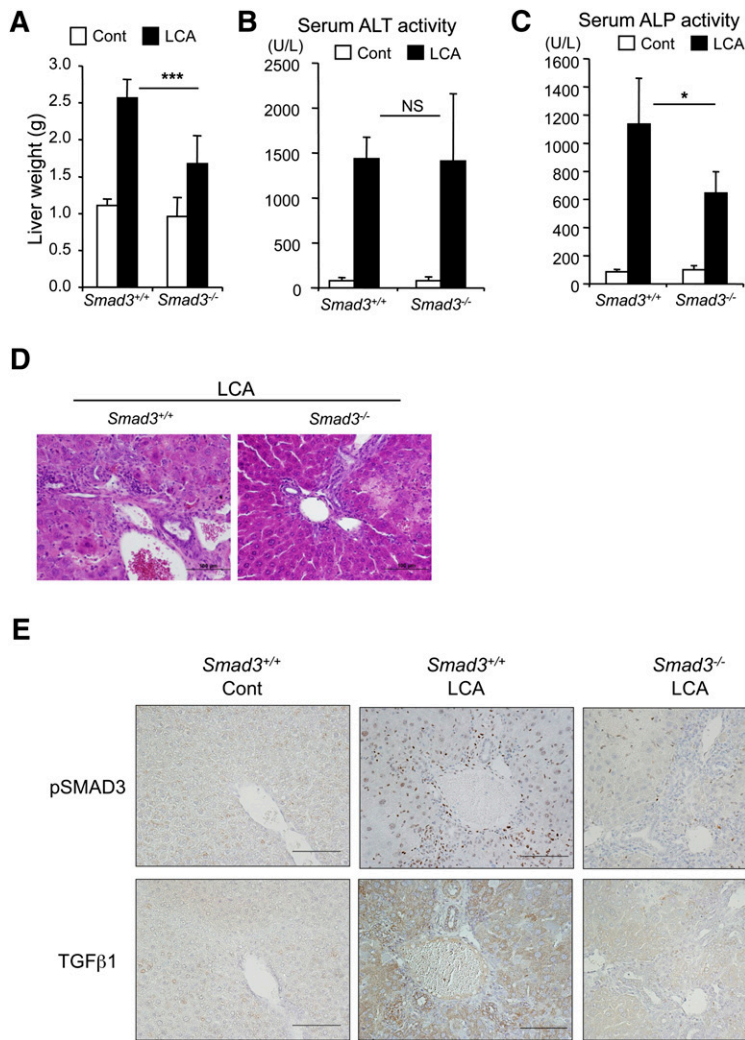 A
Cont LCA
Liver weight (g)
3.0
2.5
2.0
1.5
1.0
0.5
0.0
***
Smad3+/+ Smad3-/-
B
Serum ALT activity
(U/L)
Cont LCA
2500
2000
1500
1000
500
0
NS
Smad3+/+ Smad3-/-
C
Serum ALP activity
(U/L)
Cont LCA
1600
1400
1200
1000
800
600
400
200
0
*
Smad3+/+ Smad3-/-
D
LCA
Smad3+/+ Smad3-/-
E
Smad3+/+ Smad3+/+ Smad3-/-
Cont LCA LCA
pSMAD3
TGFβ1